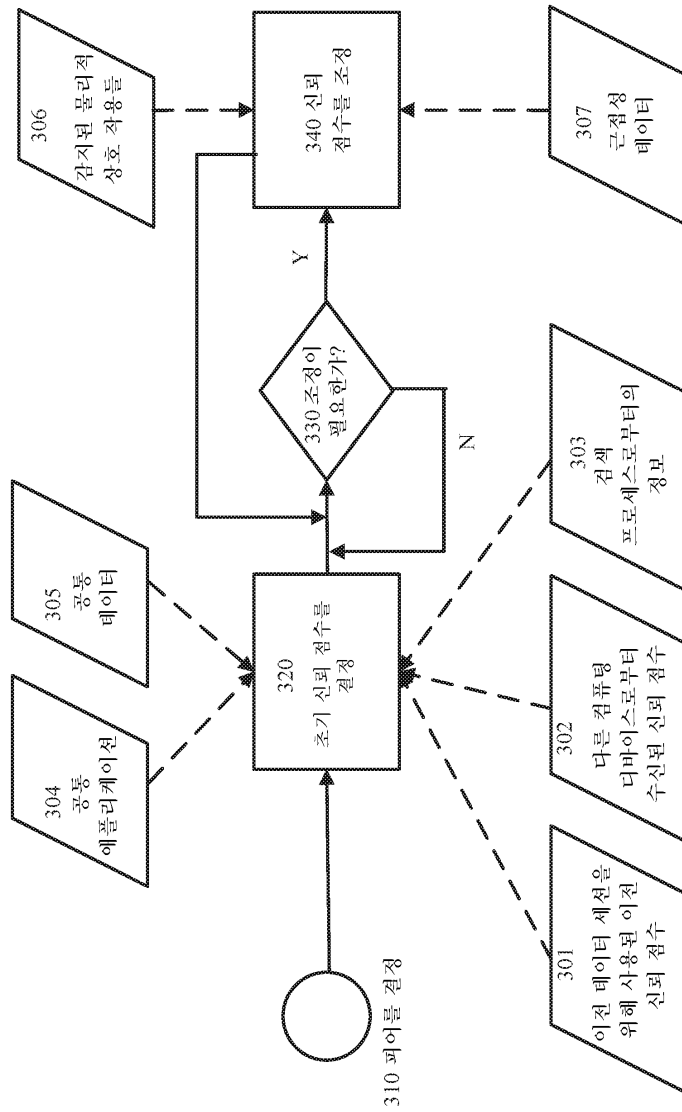 310 피어를 결정
304
공통
애플리케이션
305
공통
데이터
320
초기 신뢰 점수를
결정
301
이전 데이터 세션을
위해 사용된 이전
신뢰 점수
302
다른 컴퓨팅
디바이스로부터
수신된 신뢰 점수
303
검색
프로세스로부터의
정보
330 조정이
필요한가?
Y
N
306
감지된 물리적
상호 작용들
340 신뢰
점수를 조정
307
근접성
데이터